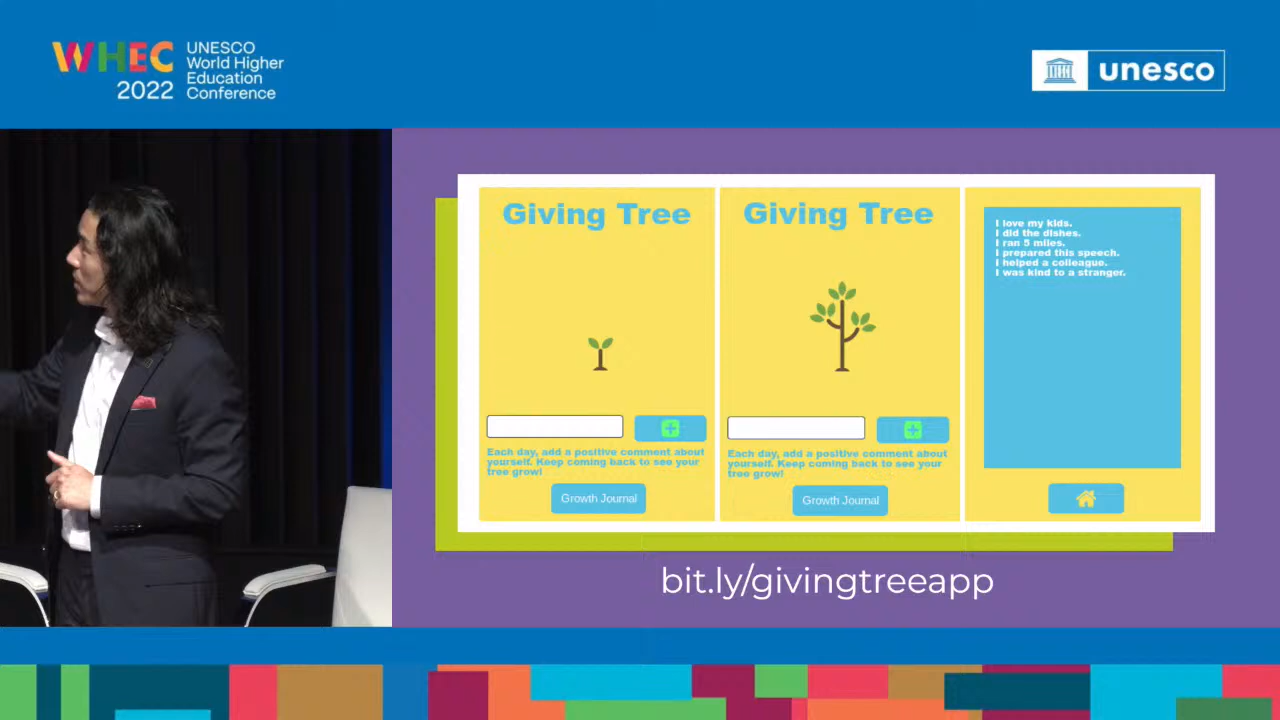 WHEC
2022
UNESCO
World Higher
Education
Conference
unesco
Giving Tree
Each day, add a positive comment about
yourself. Keep coming back to see your
tree grow!
Growth Journal
Giving Tree
Each day, add a positive comment about
yourself. Keep coming back to see your
tree grow!
Growth Journal
I love my kids.
I did the dishes.
I ran 5 miles.
I prepared this speech.
I helped a colleague.
I was kind to a stranger.
bit.ly/givingtreeapp